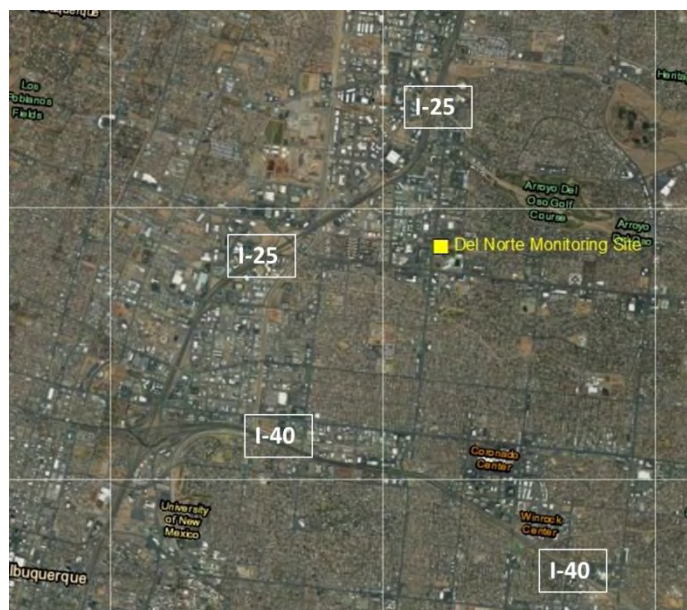 Los
Poblanos
Fields
I-25
Arroyo Del
Oso Golf
Course
Arroyo
Del Norte Monitoring Site
I-25
I-40
Coronado
Center
University
of New
Mexico
Winrock
Center
I-40
lbuquerque